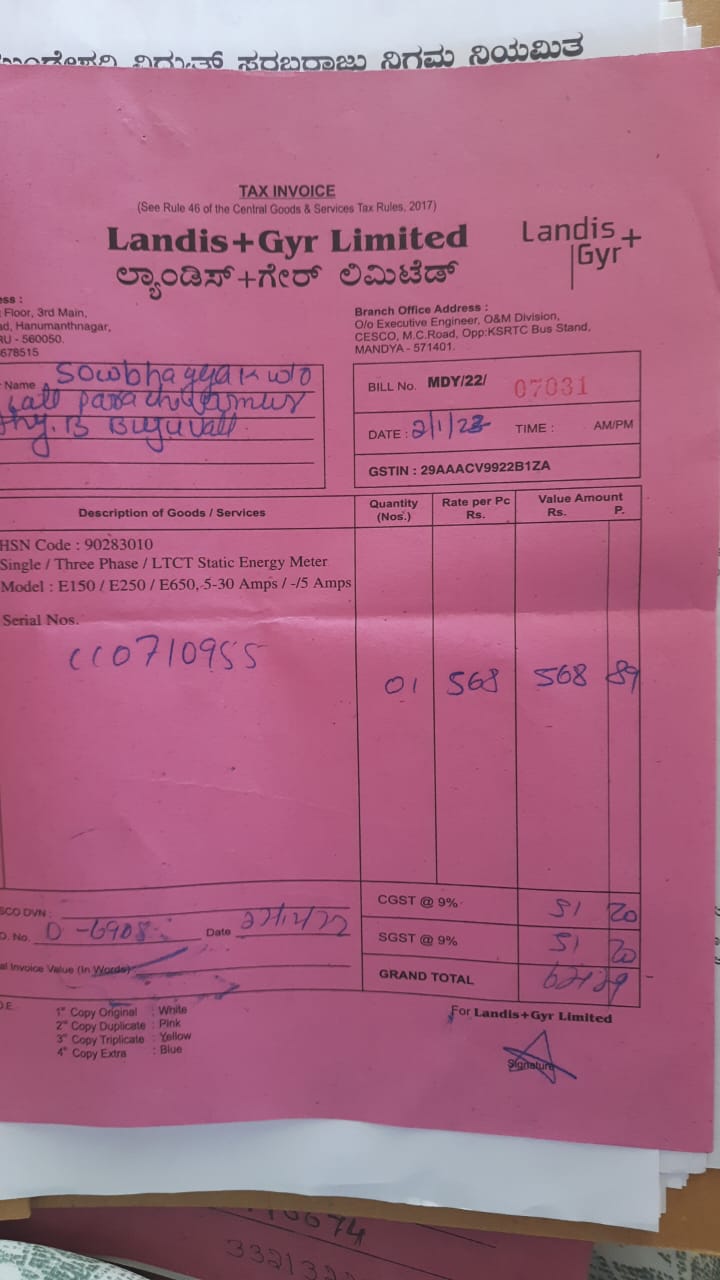 ವಿದ್ಯುತ್ ಸರಬರಾಜು ನಿಗಮ ನಿಯಮಿತ
TAX INVOICE
(See Rule 46 of the Central Goods & Services Tax Rules, 2017)
Landis+Gyr Limited
ಲ್ಯಾಂಡಿಸ್+ಗೇರ್ ಲಿಮಿಟೆಡ್
Landis+
Gyr
ess :
Floor, 3rd Main,
ad, Hanumanthnagar,
RU - 560050.
678515
Branch Office Address :
O/o Executive Engineer, O&M Division,
CESCO, M.C.Road, Opp:KSRTC Bus Stand,
MANDYA - 571401.
Name Sowbhagya K w/o
BILL No. MDY/22/ 07031
DATE : 2/1/23 TIME : AM/PM
GSTIN : 29AAACV9922B1ZA
Description of Goods / Services Quantity (Nos.) Rate per Pc Rs. Value Amount Rs. P.
HSN Code : 90283010
Single / Three Phase / LTCT Static Energy Meter
Model : E150 / E250 / E650, 5-30 Amps / -/5 Amps
Serial Nos.
CC0710955
01 568 568 89
CGST @ 9% 51 20
SGST @ 9% 51 20
GRAND TOTAL
SCO DVN :
D. No. D-6908 Date
al Invoice Value (In Words)
D.E.
1st Copy Original : White
2nd Copy Duplicate : Pink
3rd Copy Triplicate : Yellow
4th Copy Extra : Blue
For Landis+Gyr Limited
Signature